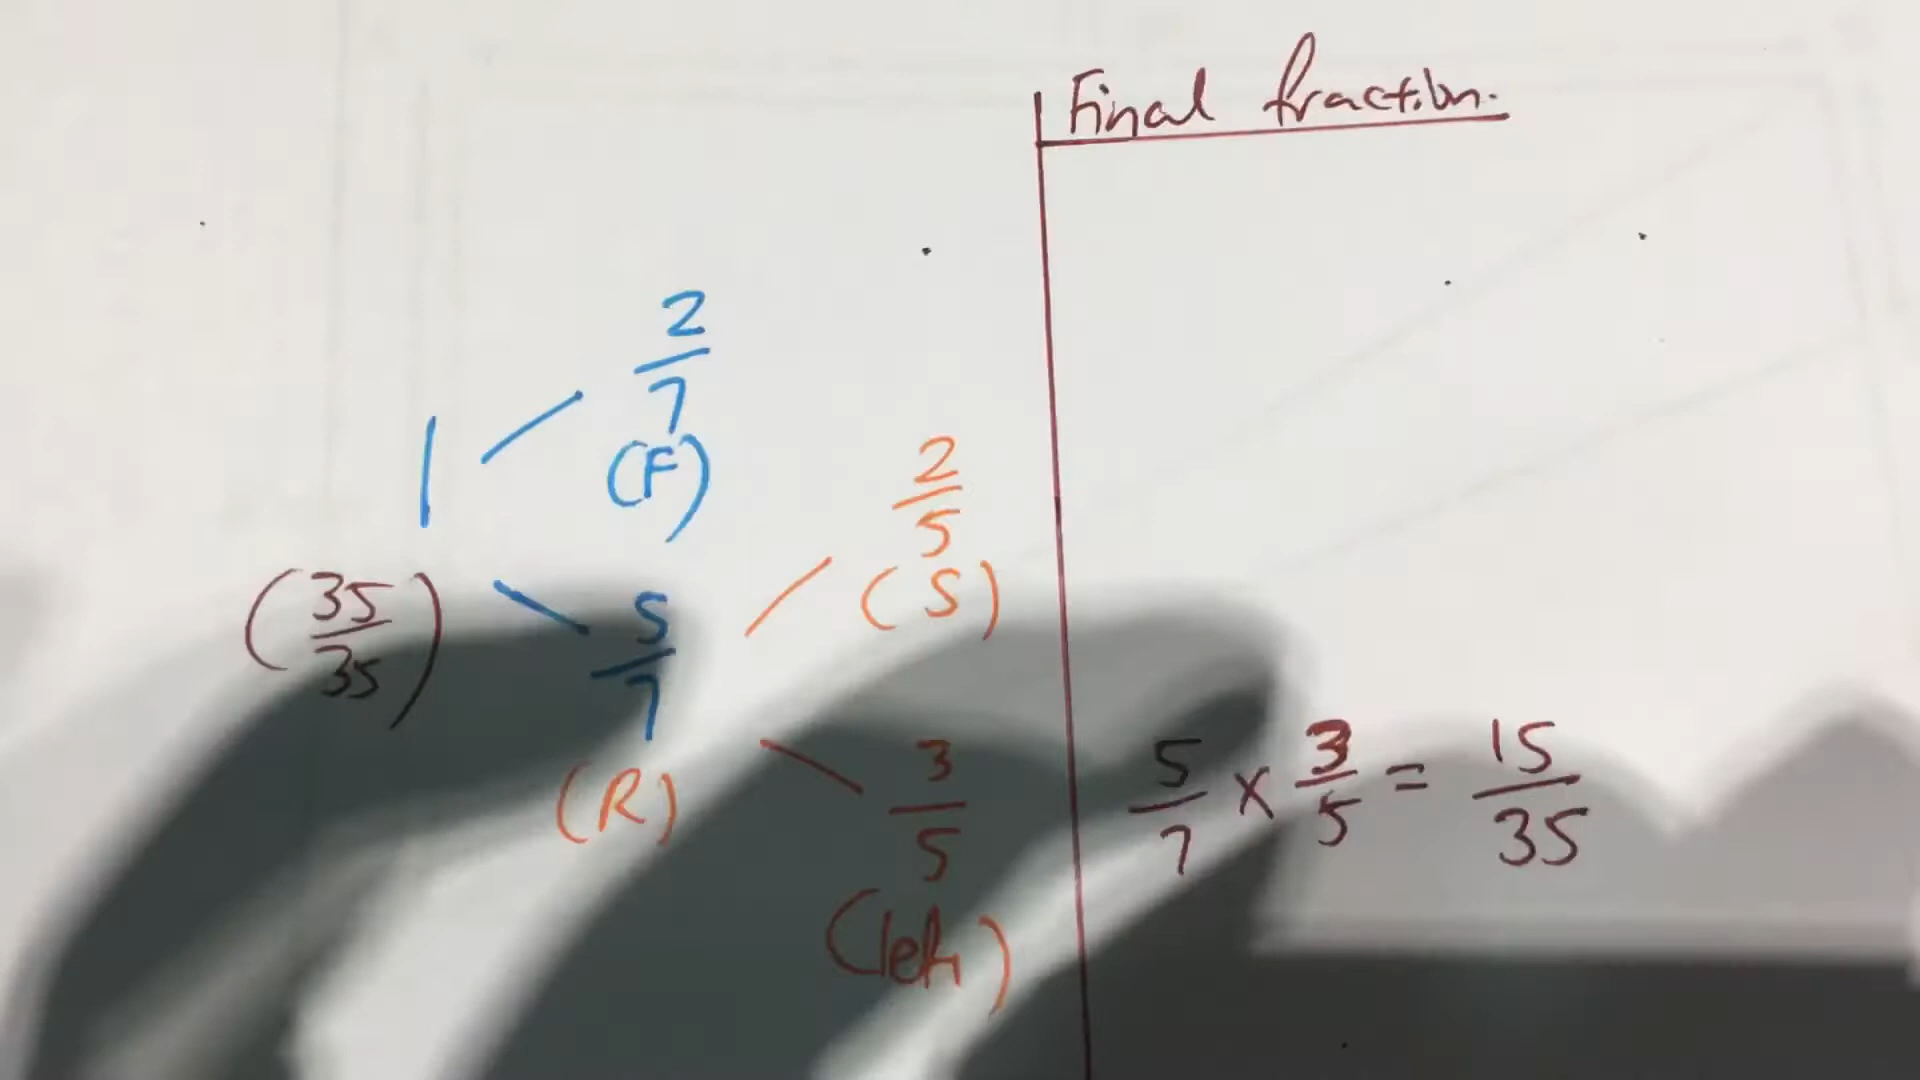 Final fraction.
2/7
(F)
1
2/5
(S)
(35/35)
5/7
(R)
3/5
(left)
5/7 × 3/5 = 15/35